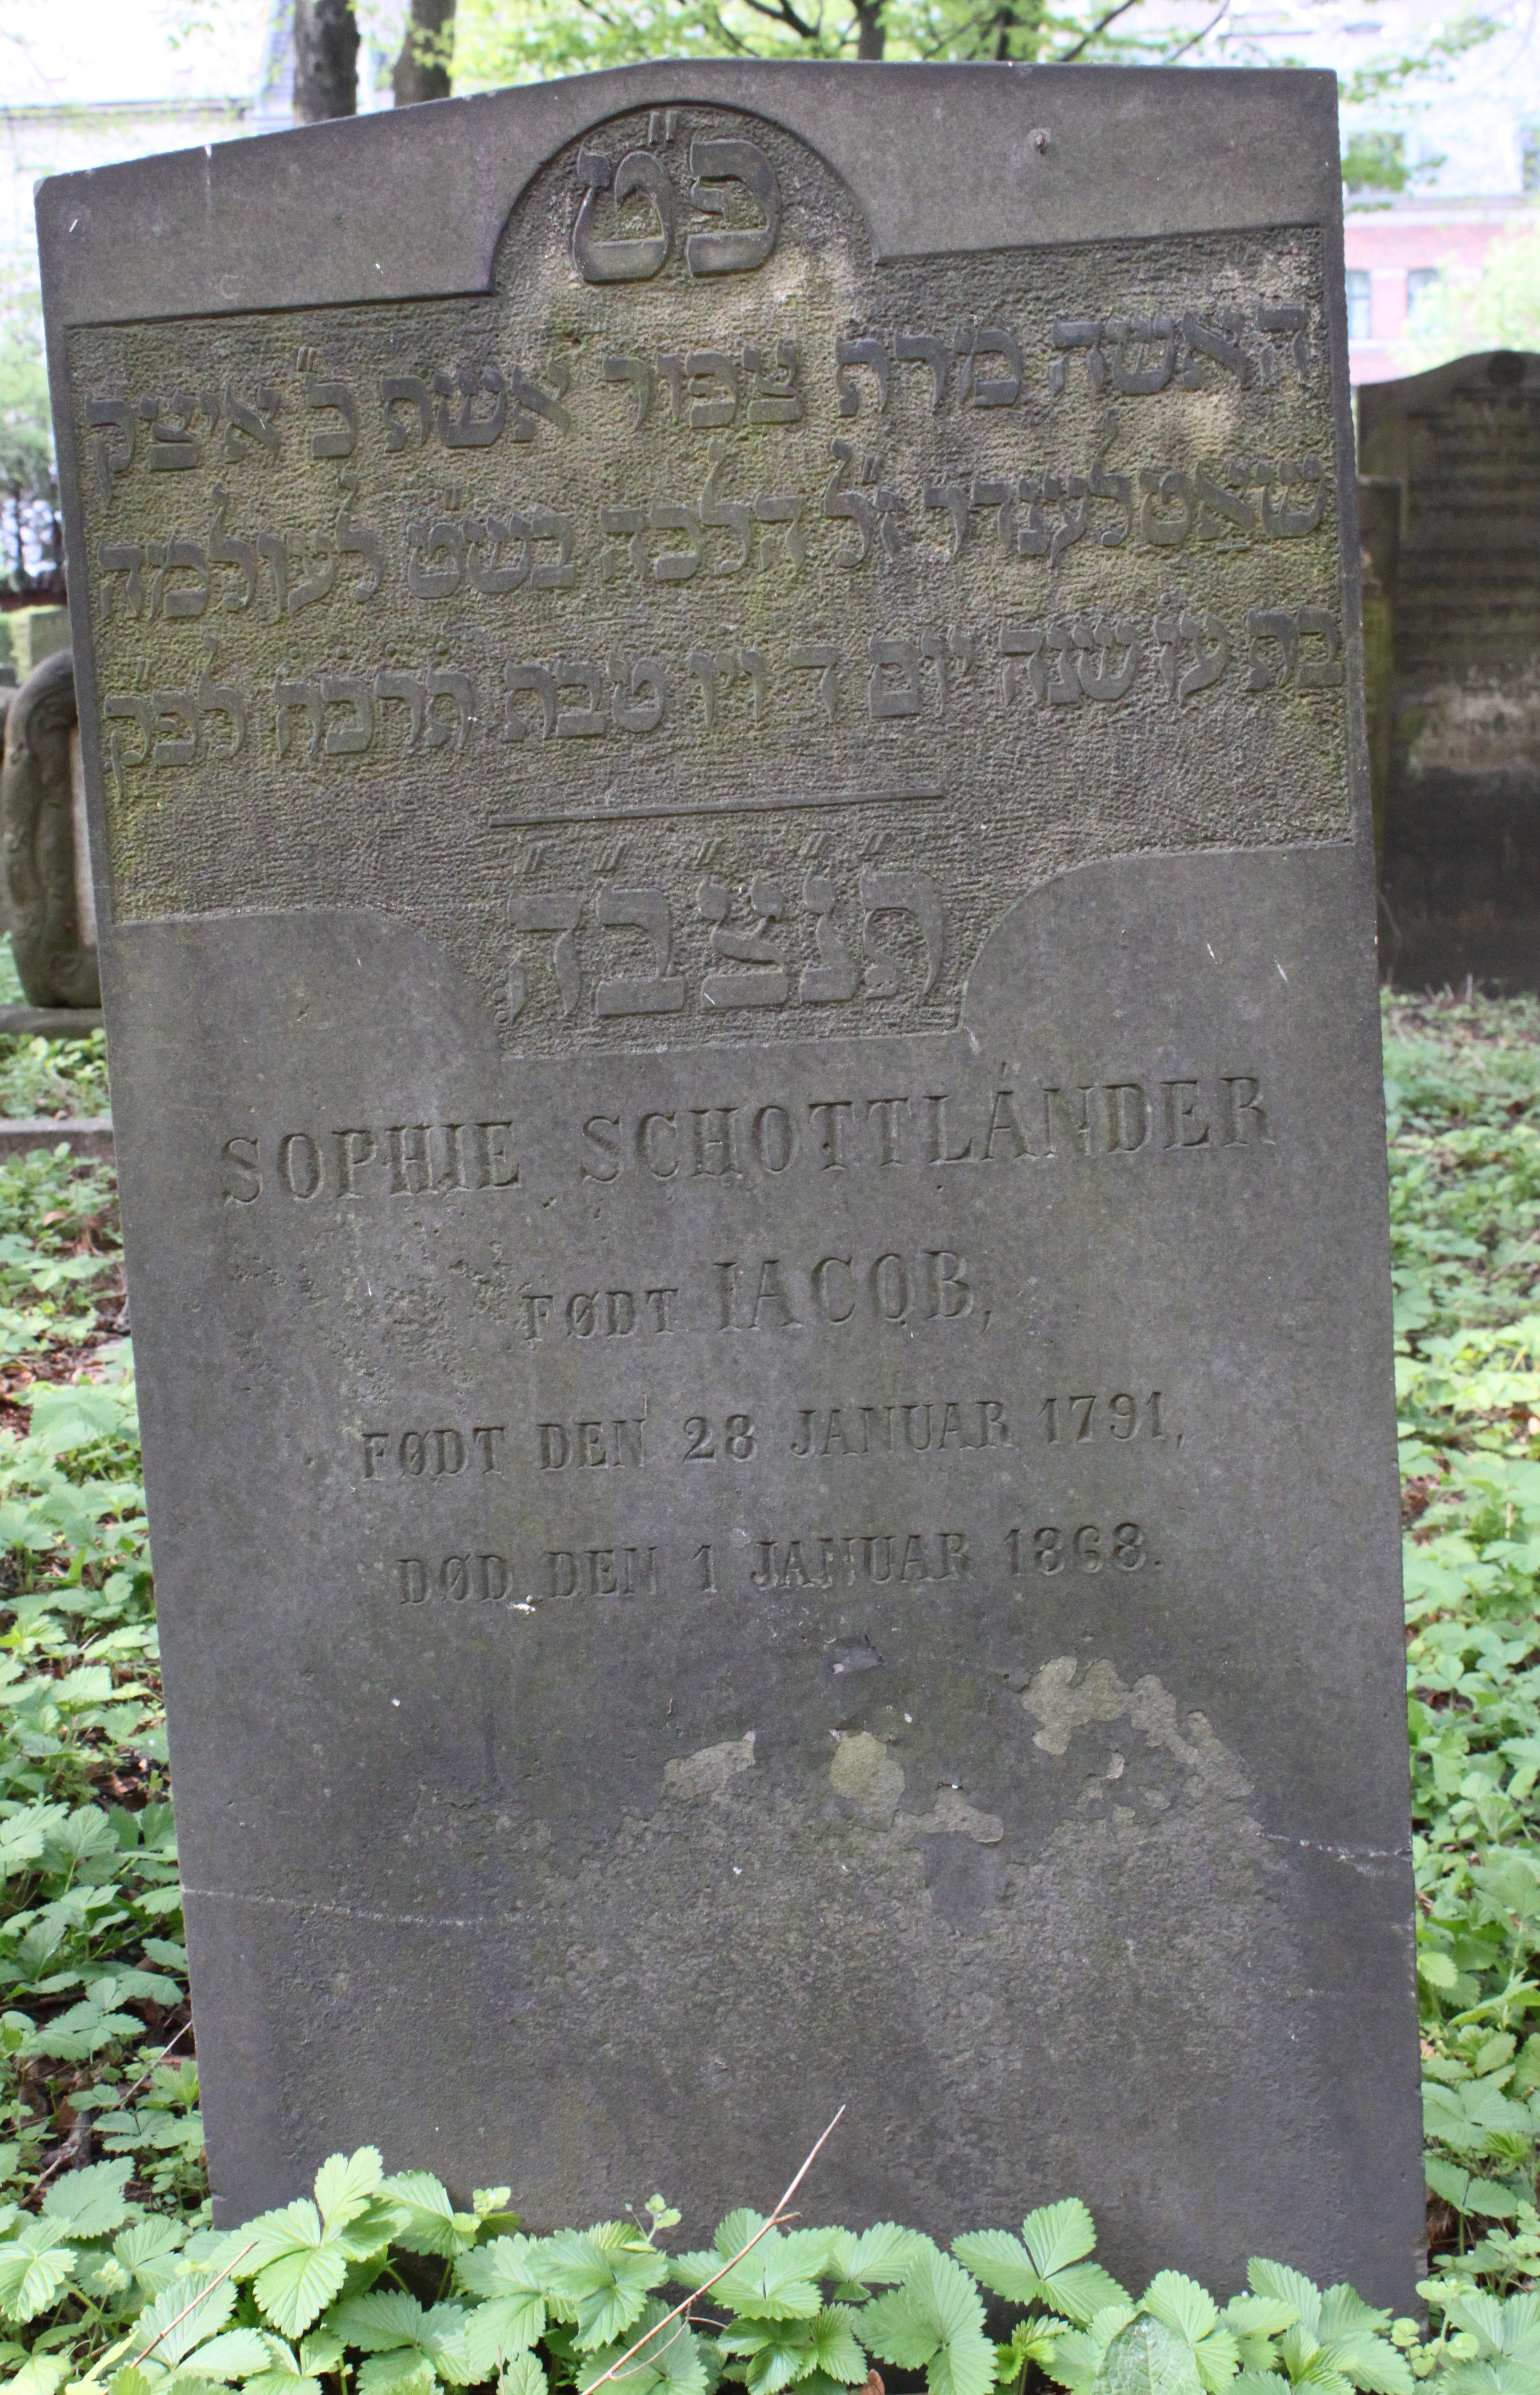 פ״ט
האשה מרת צפור אשת כ״ איצק
שאטלענדר ז״ל הלכה בש״ט לעולמה
בת עז שנה יום ד׳ ויו טבת תרכח לפ״ק
ת״נ״צ״ב״ה״
SOPHIE SCHOTTLÄNDER
FØDT IACOB,
FØDT DEN 28 JANUAR 1791,
DØD DEN 1 JANUAR 1868.